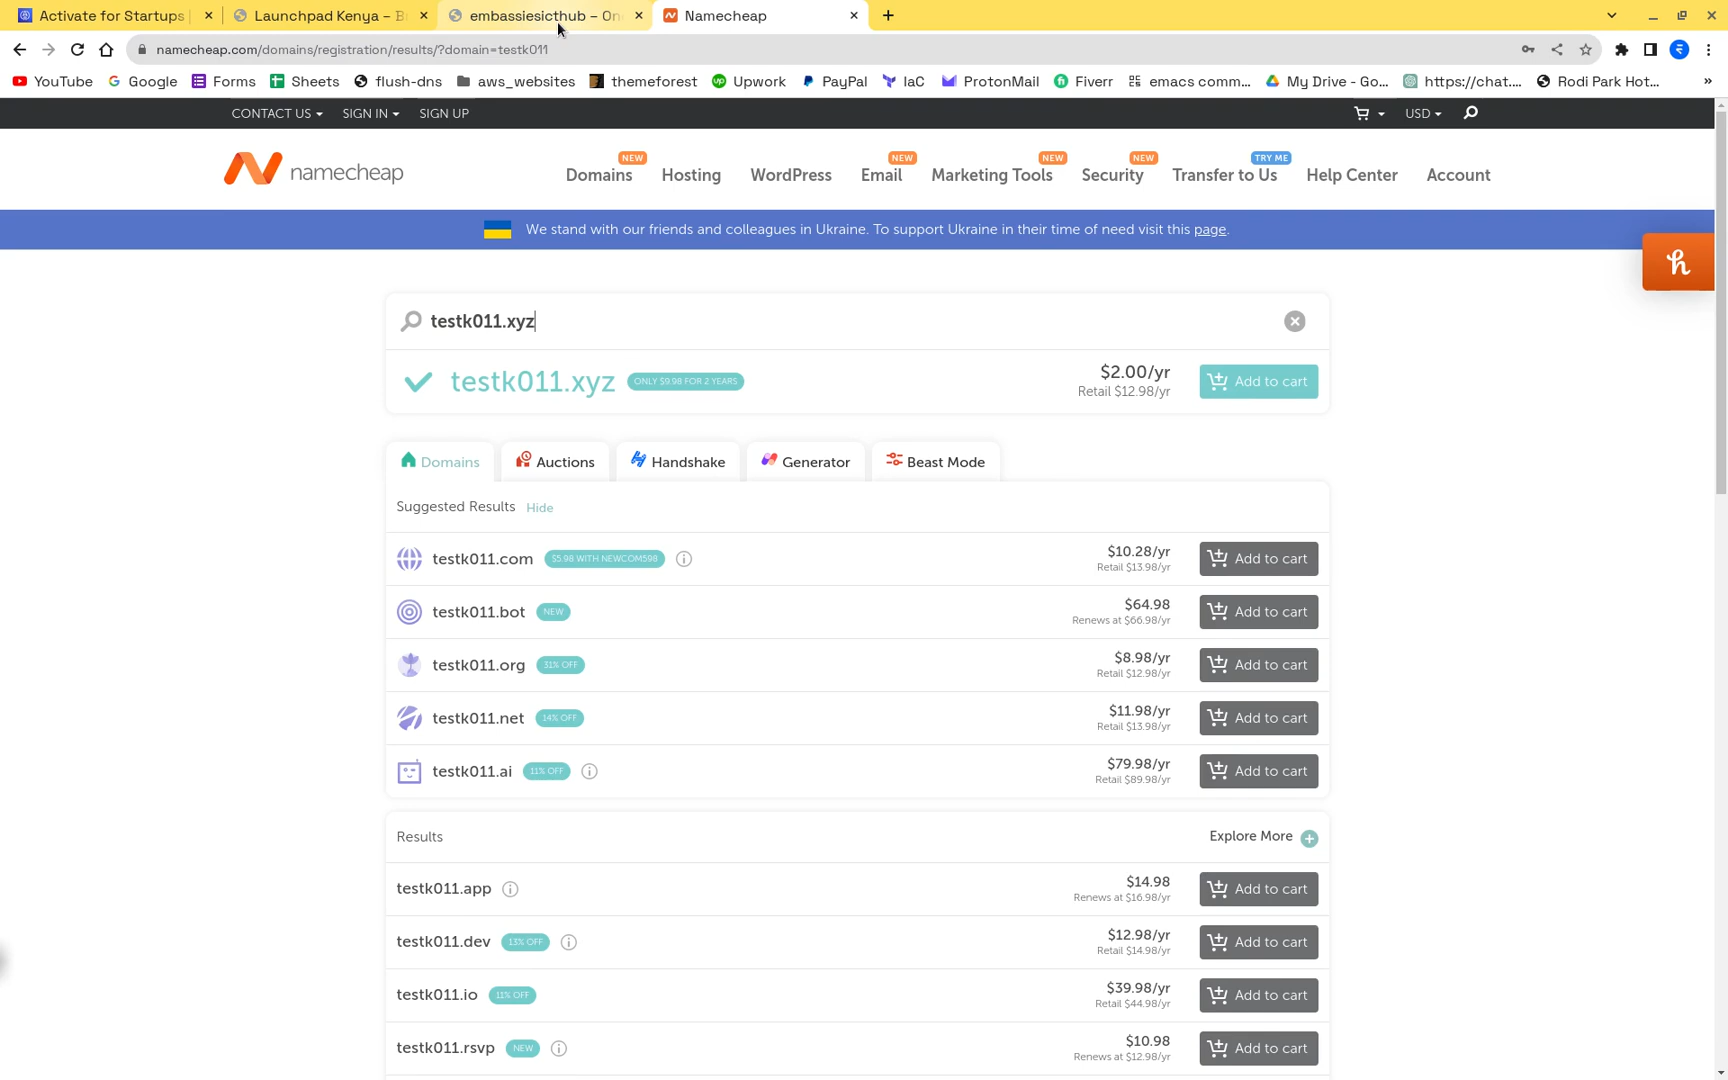 Activate for Startups
Launchpad Kenya – B
embassiesicthub – On
Namecheap
namecheap.com/domains/registration/results/?domain=testk011
YouTube Google Forms Sheets flush-dns aws_websites themeforest Upwork PayPal IaC ProtonMail Fiverr emacs comm... My Drive - Go... https://chat.... Rodi Park Hot... »
CONTACT US SIGN IN SIGN UP USD
NEW NEW NEW NEW TRY ME
namecheap Domains Hosting WordPress Email Marketing Tools Security Transfer to Us Help Center Account
We stand with our friends and colleagues in Ukraine. To support Ukraine in their time of need visit this page.
testk011.xyz
testk011.xyz ONLY $9.98 FOR 2 YEARS $2.00/yr Add to cart
Retail $12.98/yr
Domains Auctions Handshake Generator Beast Mode
Suggested Results Hide
testk011.com $5.98 WITH NEWCOM598 $10.28/yr Add to cart
Retail $13.98/yr
testk011.bot NEW $64.98 Add to cart
Renews at $66.98/yr
testk011.org 31% OFF $8.98/yr Add to cart
Retail $12.98/yr
testk011.net 14% OFF $11.98/yr Add to cart
Retail $13.98/yr
testk011.ai 11% OFF $79.98/yr Add to cart
Retail $89.98/yr
Results Explore More
testk011.app $14.98 Add to cart
Renews at $16.98/yr
testk011.dev 13% OFF $12.98/yr Add to cart
Retail $14.98/yr
testk011.io 11% OFF $39.98/yr Add to cart
Retail $44.98/yr
testk011.rsvp NEW $10.98 Add to cart
Renews at $12.98/yr